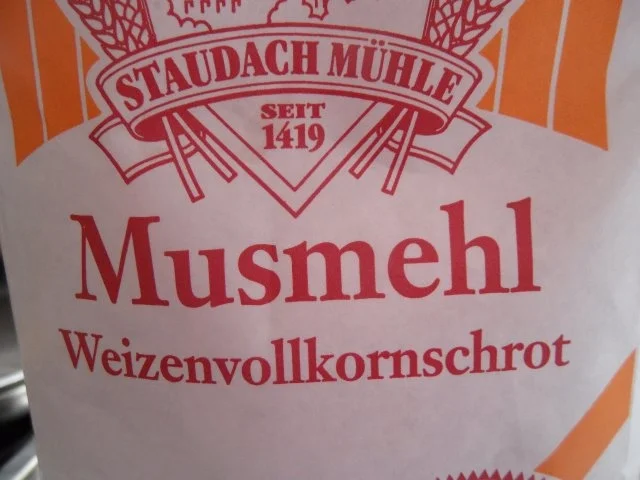 STAUDACH MÜHLE
SEIT
1419
Musmehl
Weizenvollkornschrot